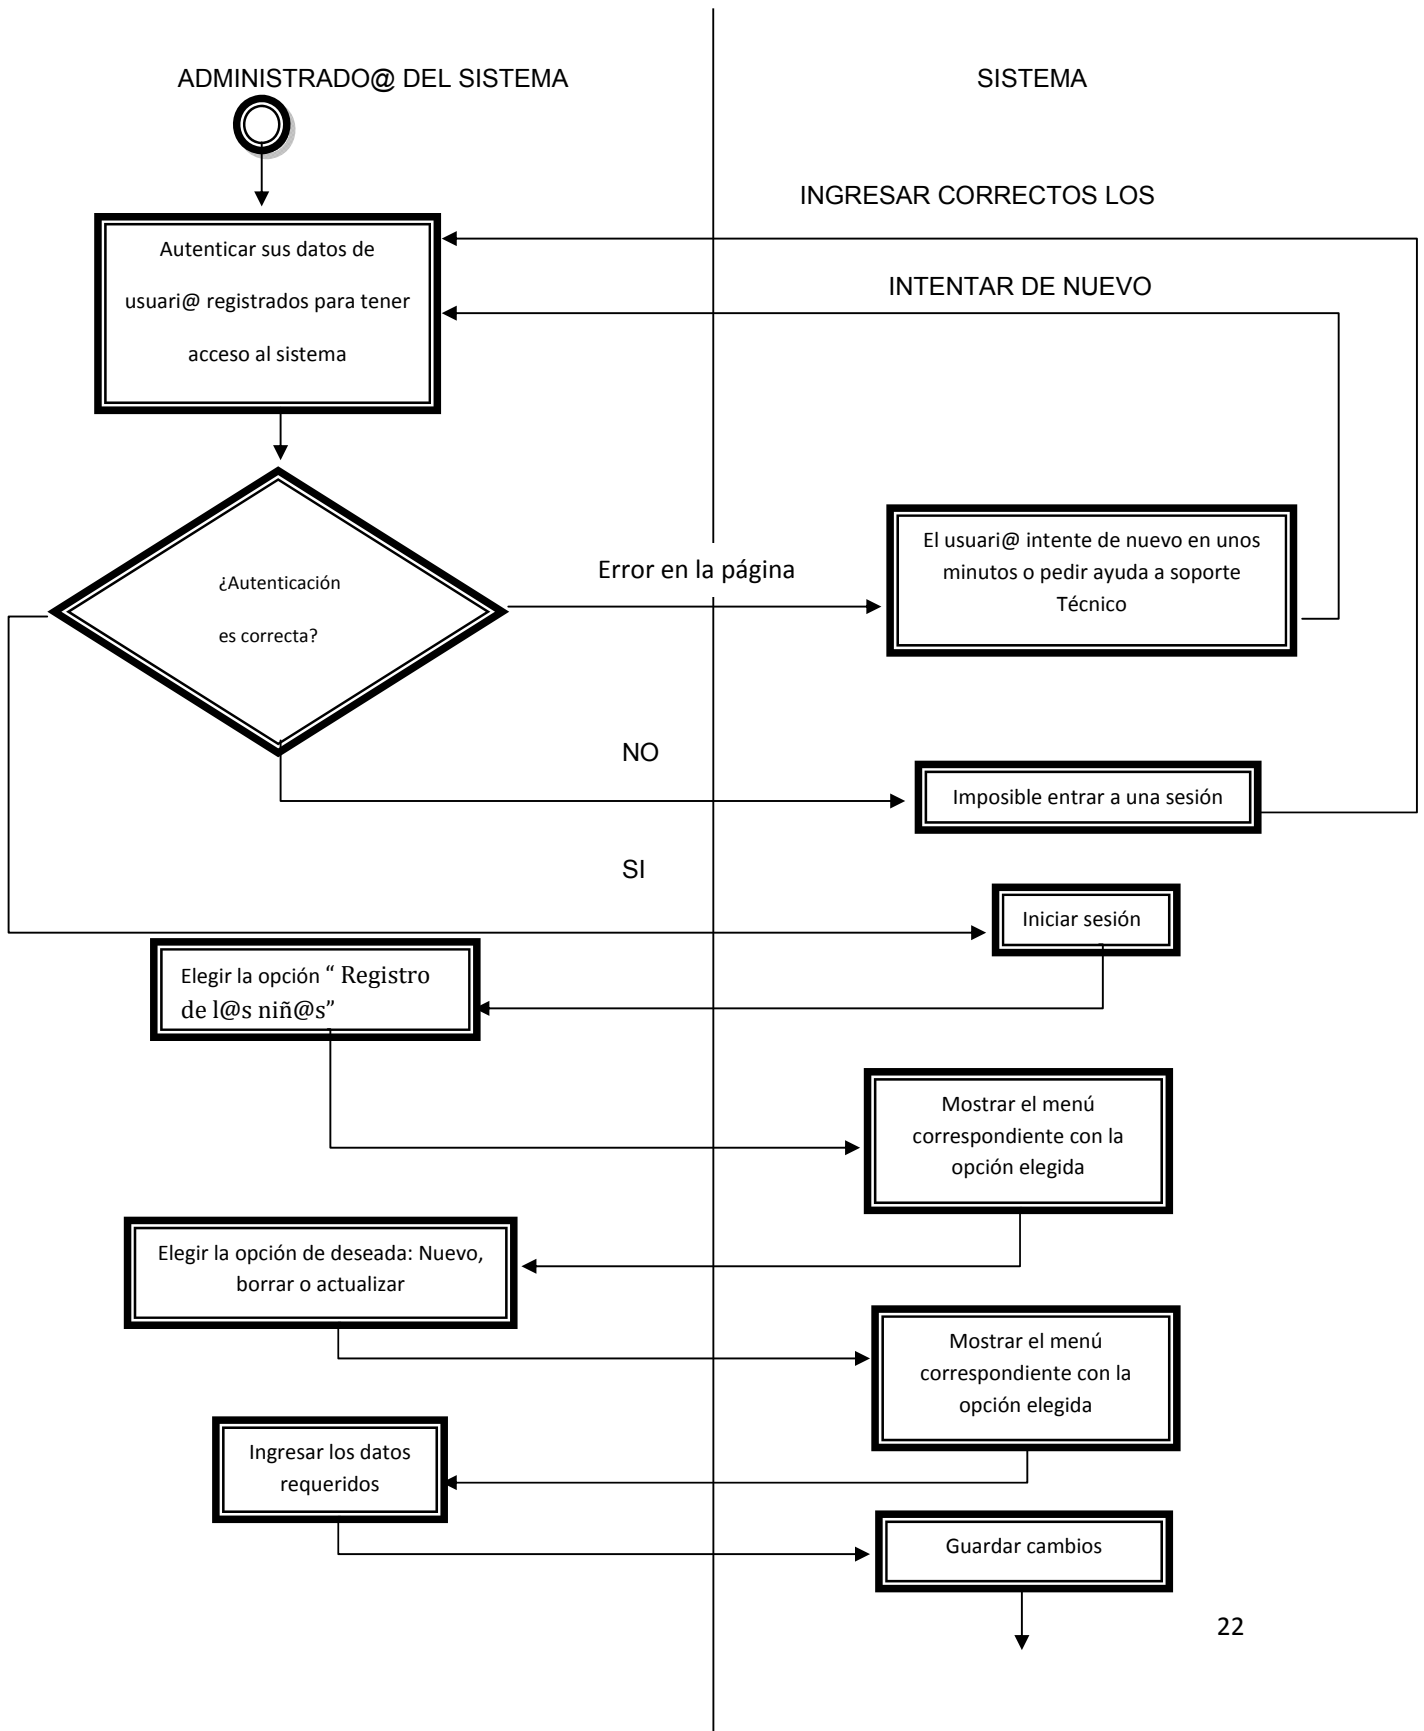 ADMINISTRADO@ DEL SISTEMA
SISTEMA
INGRESAR CORRECTOS LOS
Autenticar sus datos de
usuari@ registrados para tener
acceso al sistema
INTENTAR DE NUEVO
¿Autenticación
es correcta?
Error en la página
El usuari@ intente de nuevo en unos
minutos o pedir ayuda a soporte
Técnico
NO
Imposible entrar a una sesión
SI
Iniciar sesión
Elegir la opción “ Registro
de l@s niñ@s”
Mostrar el menú
correspondiente con la
opción elegida
Elegir la opción de deseada: Nuevo,
borrar o actualizar
Mostrar el menú
correspondiente con la
opción elegida
Ingresar los datos
requeridos
Guardar cambios
22